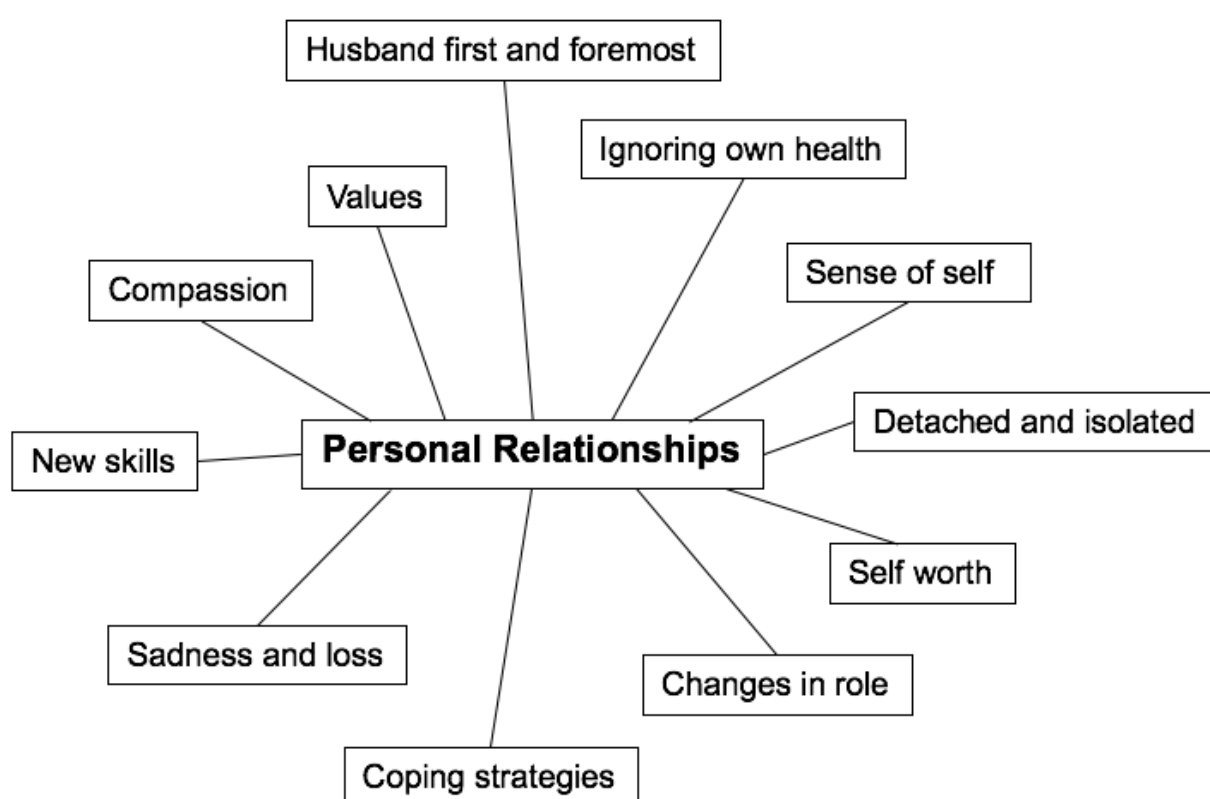 Husband first and foremost
Ignoring own health
Values
Sense of self
Compassion
Detached and isolated
Personal Relationships
New skills
Self worth
Sadness and loss
Changes in role
Coping strategies